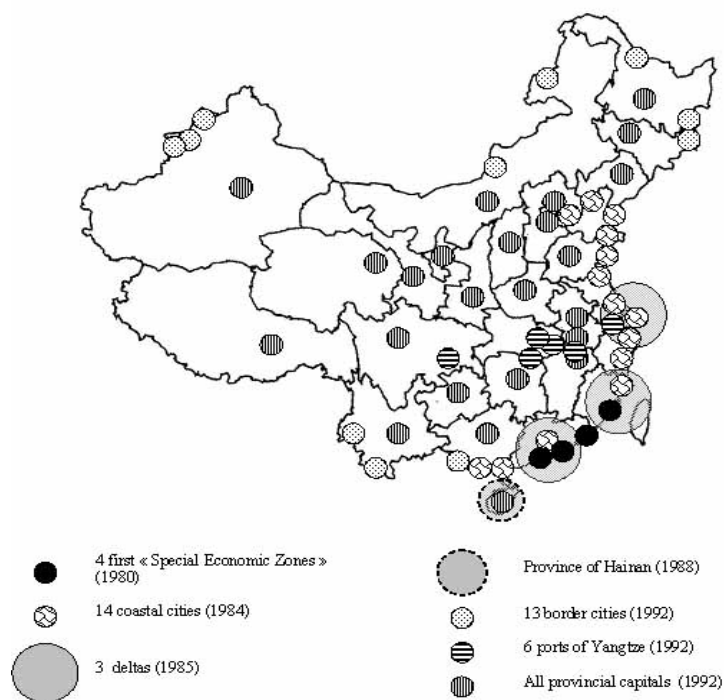 4 first « Special Economic Zones »
(1980)
14 coastal cities (1984)
3 deltas (1985)
Province of Hainan (1988)
13 border cities (1992)
6 ports of Yangtze (1992)
All provincial capitals (1992)